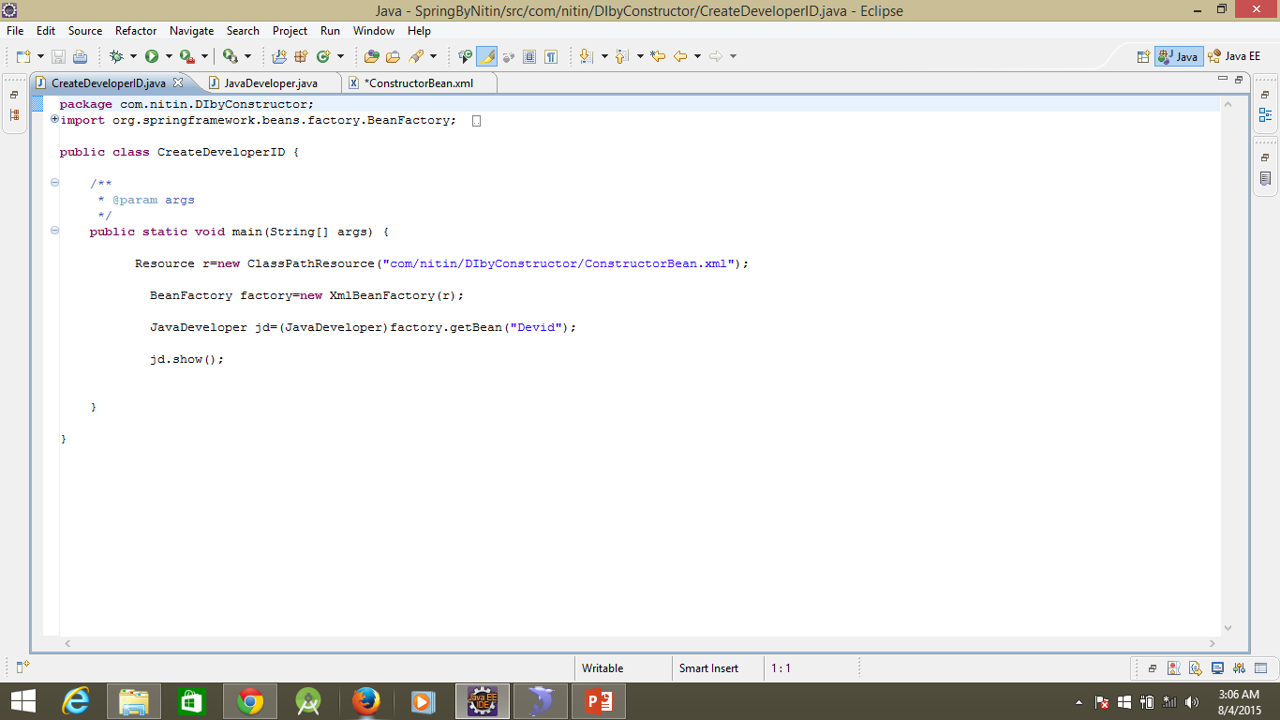 Java - SpringByNitin/src/com/nitin/DIbyConstructor/CreateDeveloperID.java - Eclipse
File Edit Source Refactor Navigate Search Project Run Window Help
Java Java EE
CreateDeveloperID.java JavaDeveloper.java *ConstructorBean.xml
package com.nitin.DIbyConstructor;
import org.springframework.beans.factory.BeanFactory;
public class CreateDeveloperID {
/**
* @param args
*/
public static void main(String[] args) {
Resource r=new ClassPathResource("com/nitin/DIbyConstructor/ConstructorBean.xml");
BeanFactory factory=new XmlBeanFactory(r);
JavaDeveloper jd=(JavaDeveloper)factory.getBean("Devid");
jd.show();
}
}
Writable Smart Insert 1 : 1
Java EE
IDE
3:06 AM
8/4/2015